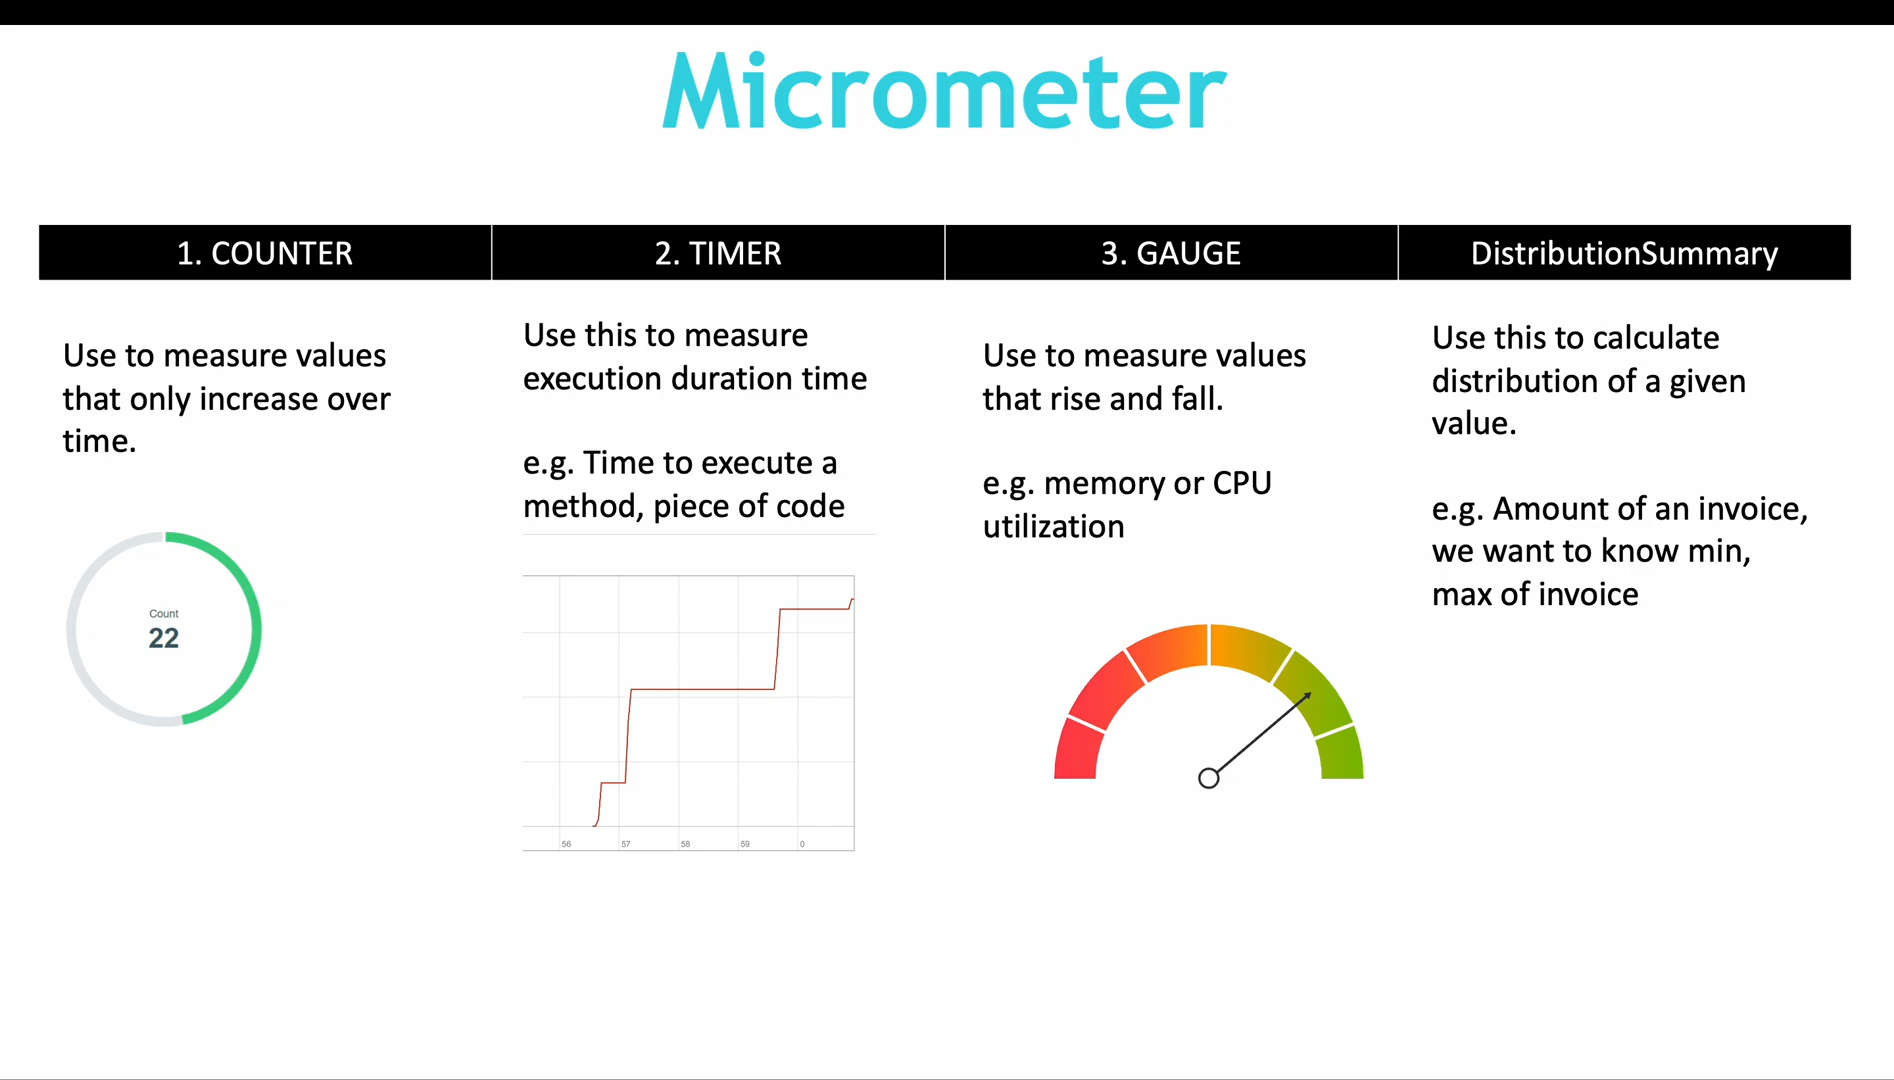 Micrometer
1. COUNTER
2. TIMER
3. GAUGE
DistributionSummary
Use to measure values
that only increase over
time.
Count
22
Use this to measure
execution duration time
e.g. Time to execute a
method, piece of code
56
57
58
59
0
Use to measure values
that rise and fall.
e.g. memory or CPU
utilization
Use this to calculate
distribution of a given
value.
e.g. Amount of an invoice,
we want to know min,
max of invoice